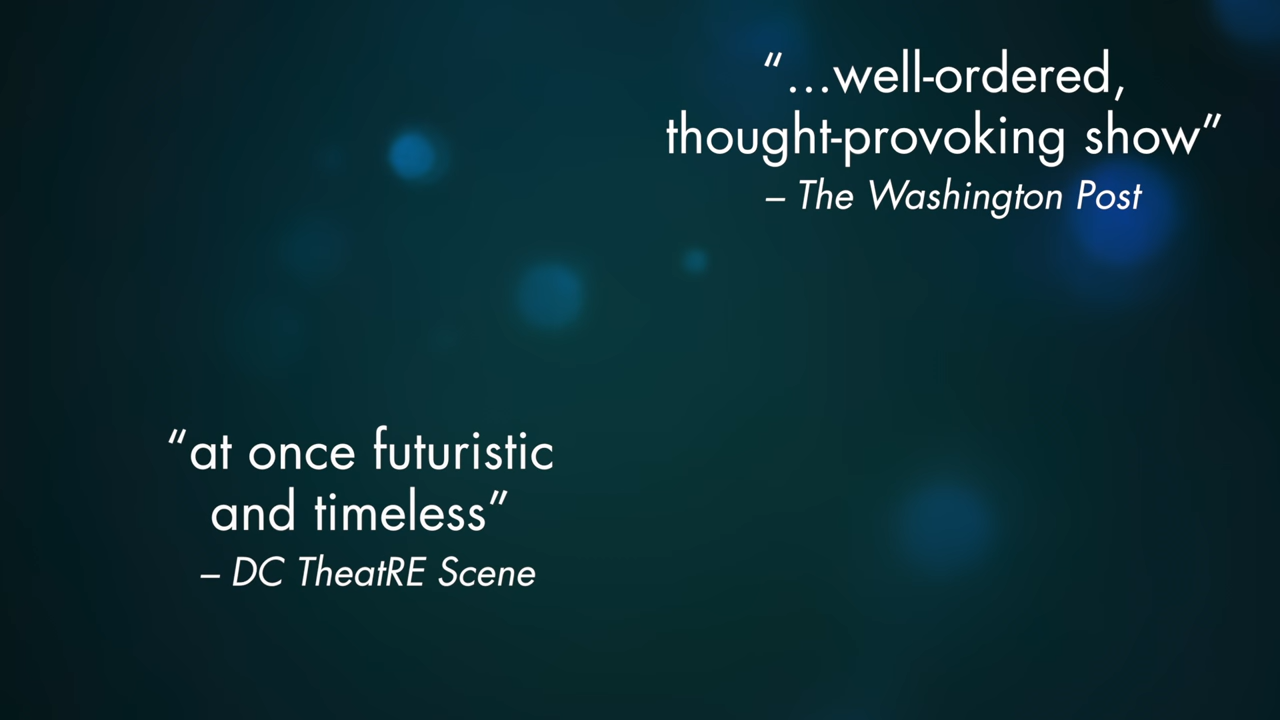 “…well-ordered,
thought-provoking show”
– The Washington Post
“at once futuristic
and timeless”
– DC TheatRE Scene